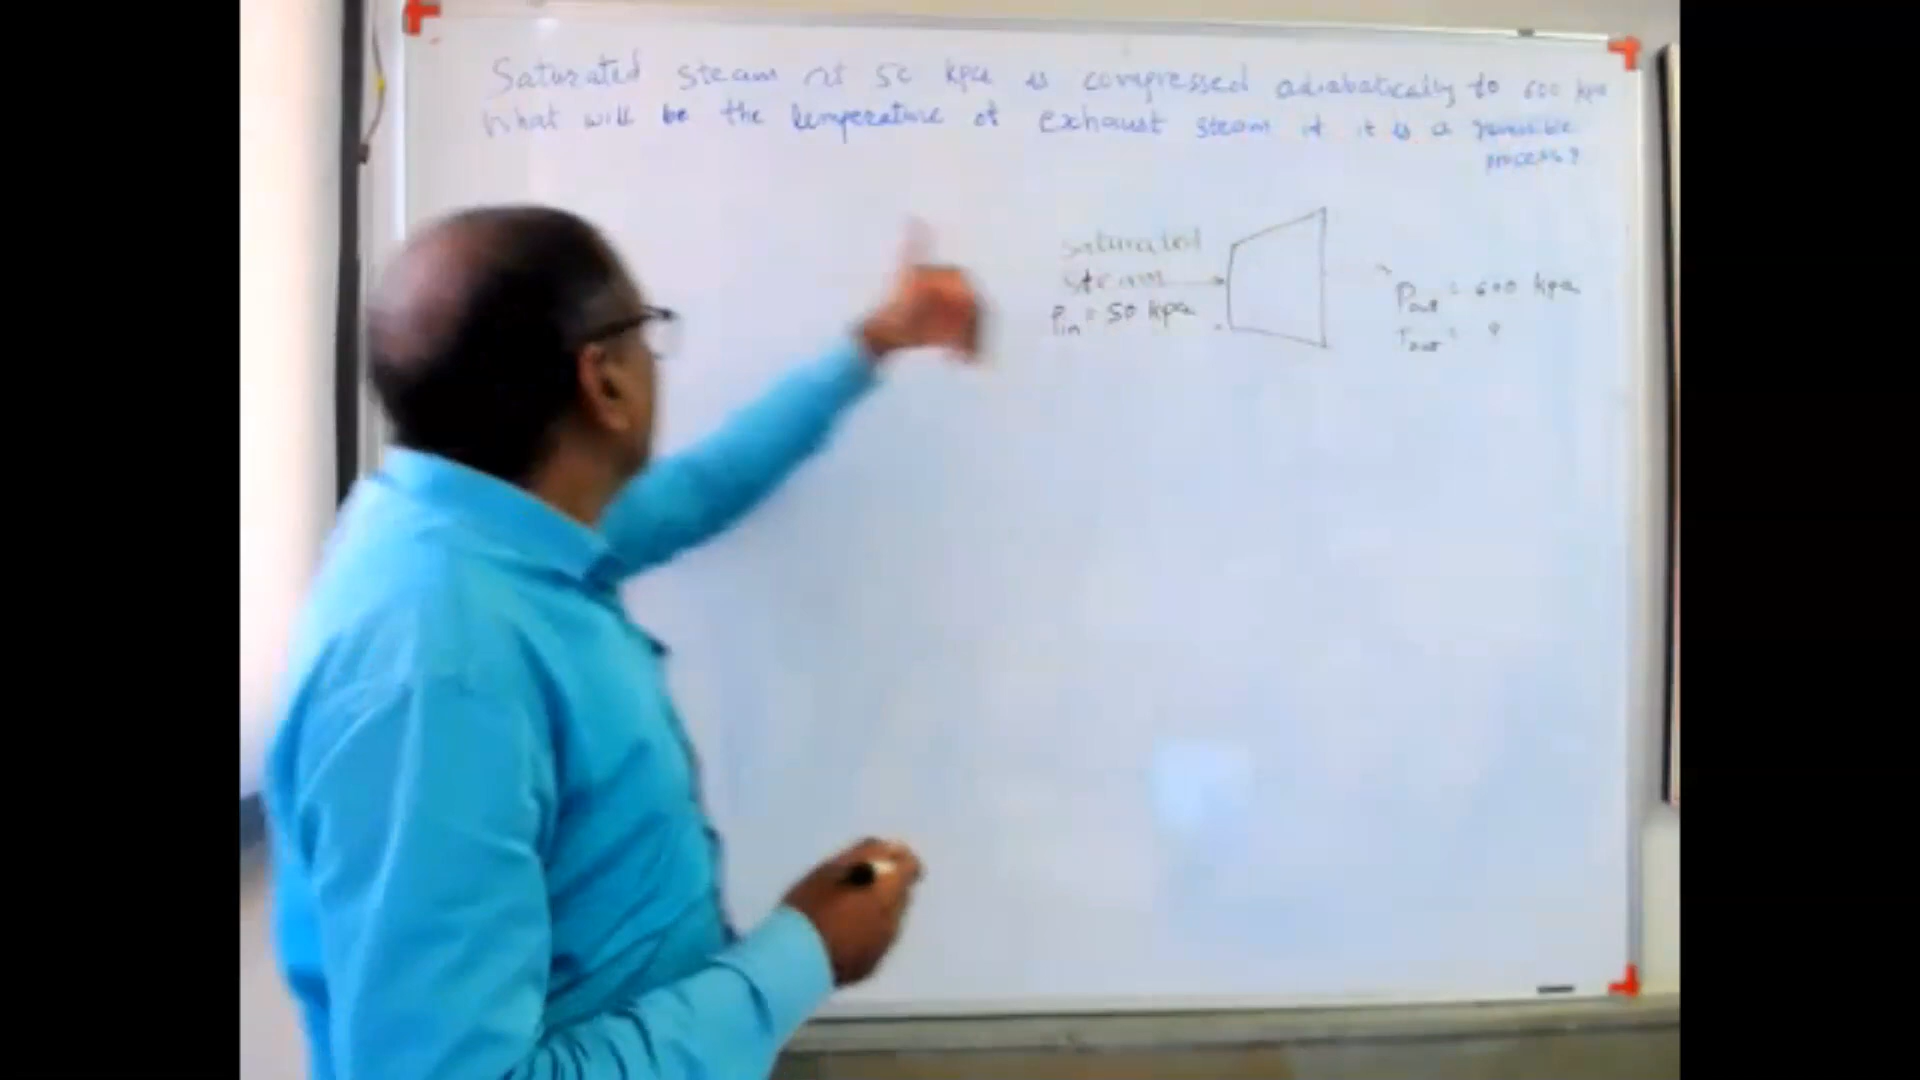 Saturated steam at 50 kpa is compressed adiabatically to 600 kpa
What will be the temperature of exhaust steam if it is a reversible
process?
saturated
steam
Pin = 50 kpa
Pout = 600 kpa
Tout = ?